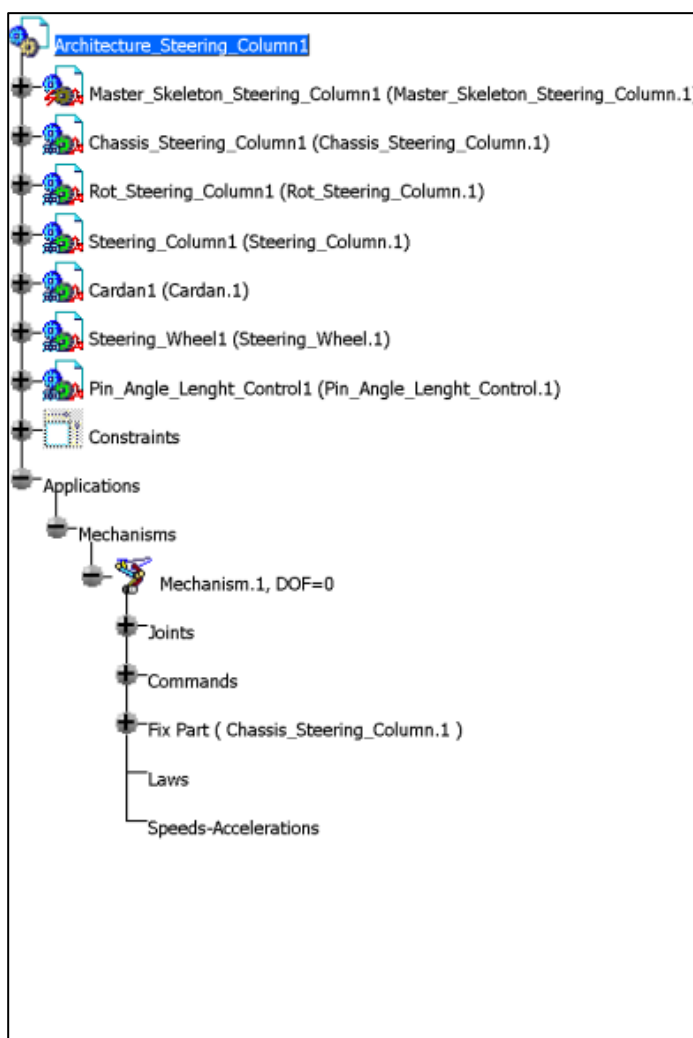 Architecture_Steering_Column1
Master_Skeleton_Steering_Column1 (Master_Skeleton_Steering_Column.1)
Chassis_Steering_Column1 (Chassis_Steering_Column.1)
Rot_Steering_Column1 (Rot_Steering_Column.1)
Steering_Column1 (Steering_Column.1)
Cardan1 (Cardan.1)
Steering_Wheel1 (Steering_Wheel.1)
Pin_Angle_Lenght_Control1 (Pin_Angle_Lenght_Control.1)
Constraints
Applications
Mechanisms
Mechanism.1, DOF=0
Joints
Commands
Fix Part ( Chassis_Steering_Column.1 )
Laws
Speeds-Accelerations